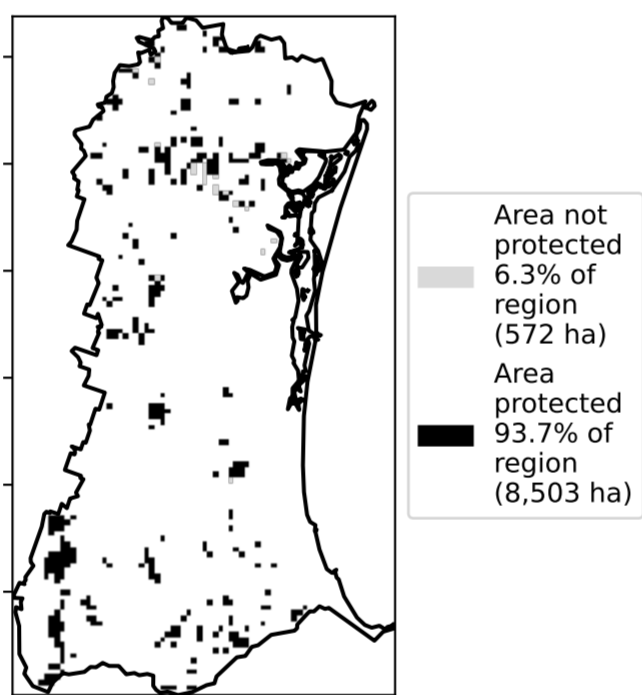 Area not
protected
6.3% of
region
(572 ha)
Area
protected
93.7% of
region
(8,503 ha)